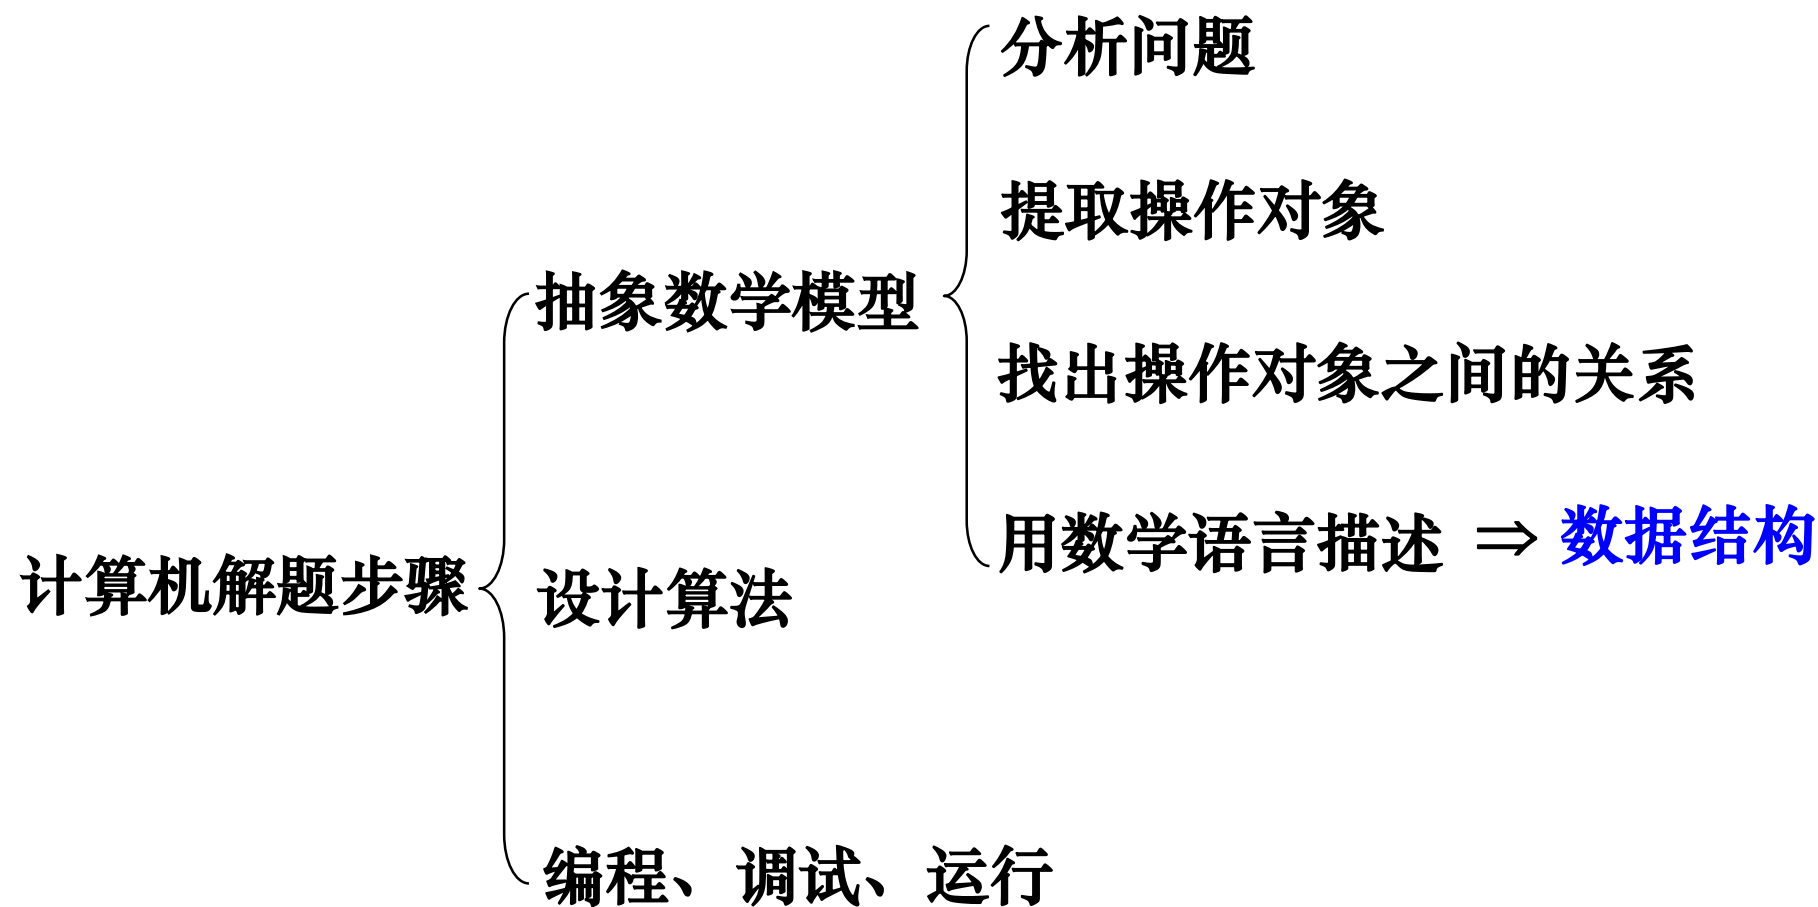 分析问题
提取操作对象
抽象数学模型
找出操作对象之间的关系
用数学语言描述 ⇒ 数据结构
计算机解题步骤
设计算法
编程、调试、运行